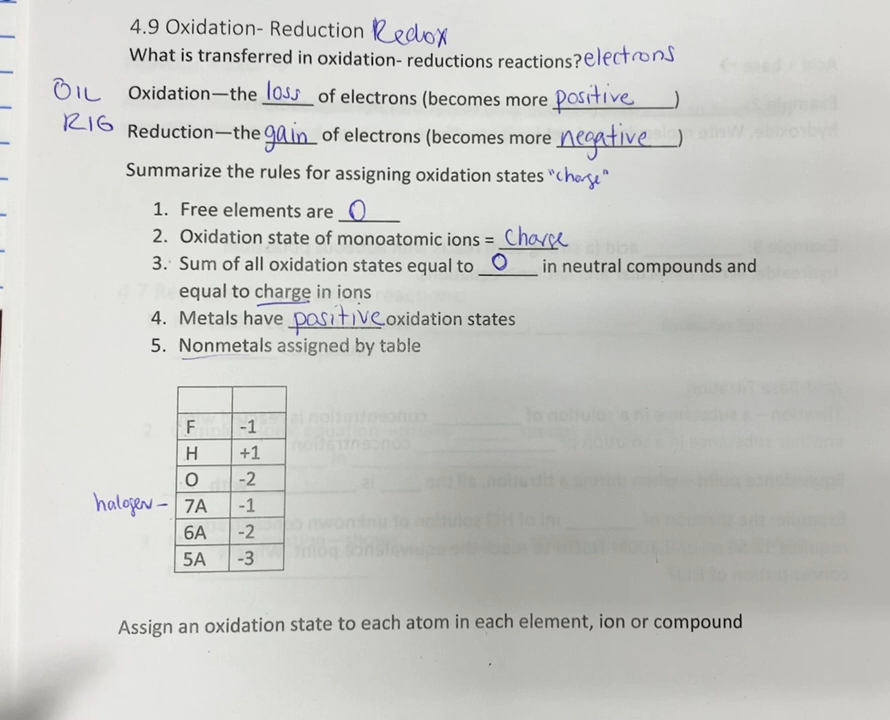 4.9 Oxidation- Reduction Redox
What is transferred in oxidation- reductions reactions? electrons
OIL Oxidation—the loss of electrons (becomes more positive )
RIG Reduction—the gain of electrons (becomes more negative )
Summarize the rules for assigning oxidation states "charge"
1. Free elements are 0
2. Oxidation state of monoatomic ions = charge
3. Sum of all oxidation states equal to 0 in neutral compounds and
equal to charge in ions
4. Metals have positive oxidation states
5. Nonmetals assigned by table
F -1
H +1
O -2
halogen – 7A -1
6A -2
5A -3
Assign an oxidation state to each atom in each element, ion or compound